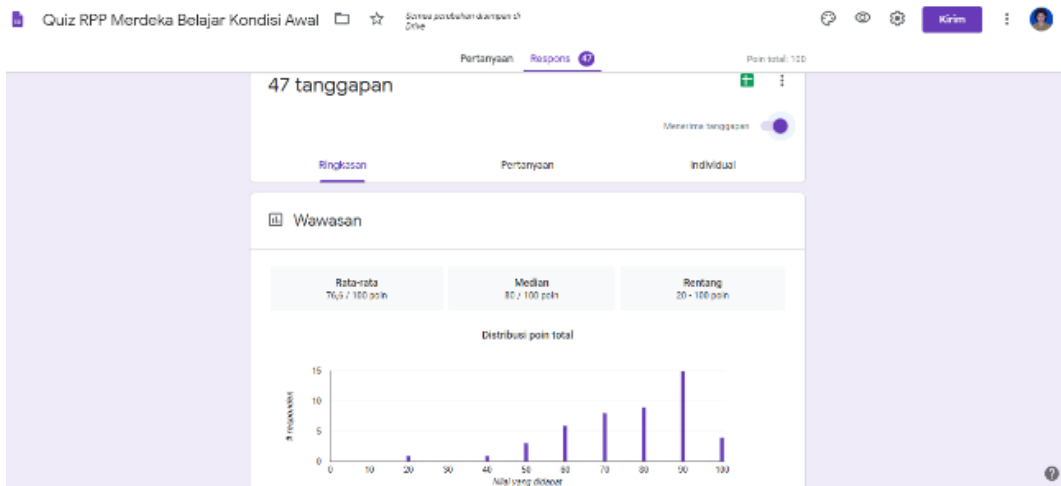 Quiz RPP Merdeka Belajar Kondisi Awal
Semua perubahan disimpan di
Drive
Kirim
Pertanyaan Respons 47
Poin total: 100
47 tanggapan
Menerima tanggapan
Ringkasan Pertanyaan Individual
Wawasan
Rata-rata Median Rentang
76,6 / 100 poin 80 / 100 poin 20 - 100 poin
Distribusi poin total
15
10
5
0
# responden
0 10 20 30 40 50 60 70 80 90 100
Nilai yang didapat